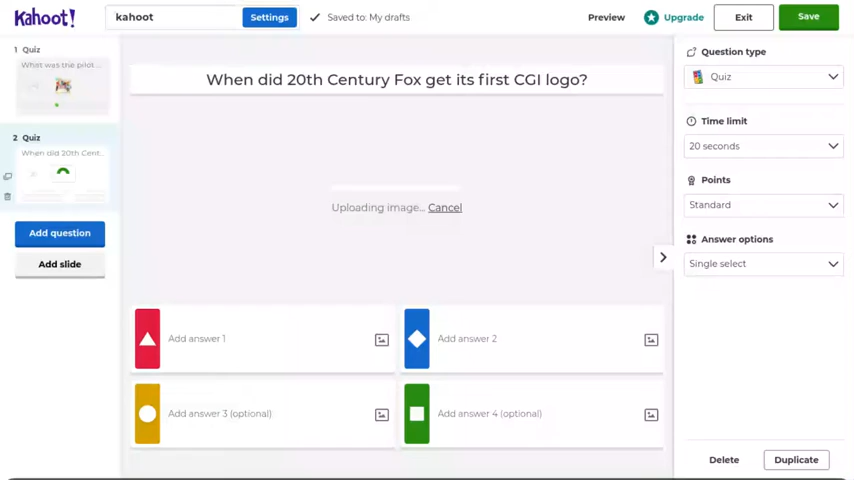 Kahoot!
kahoot
Settings
Saved to: My drafts
Preview
Upgrade
Exit
Save
1 Quiz
What was the pilot ...
2 Quiz
When did 20th Cent...
Add question
Add slide
When did 20th Century Fox get its first CGI logo?
Uploading image... Cancel
Add answer 1
Add answer 2
Add answer 3 (optional)
Add answer 4 (optional)
Question type
Quiz
Time limit
20 seconds
Points
Standard
Answer options
Single select
Delete
Duplicate